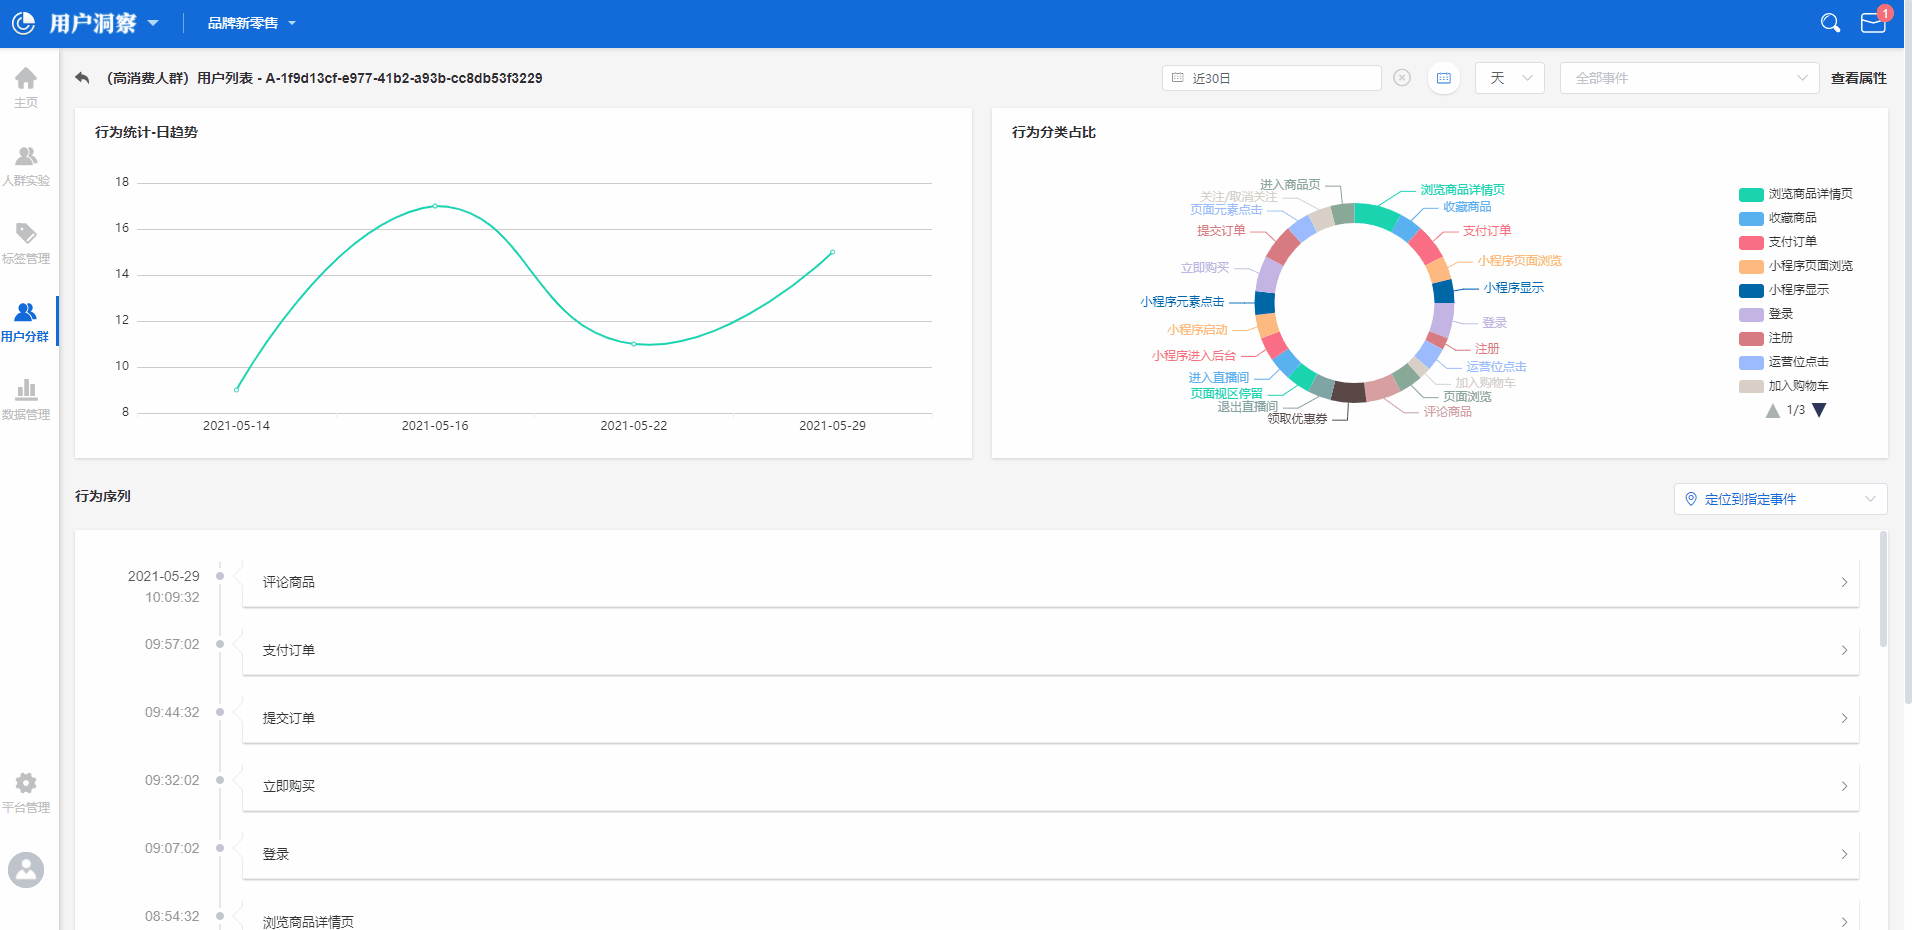 用户洞察
品牌新零售
1
主页
人群实验
标签管理
用户分群
数据管理
平台管理
（高消费人群）用户列表 - A-1f9d13cf-e977-41b2-a93b-cc8db53f3229
近30日
天
全部事件
查看属性
行为统计-日趋势
18
16
14
12
10
8
2021-05-14
2021-05-16
2021-05-22
2021-05-29
行为分类占比
进入商品页
关注/取消关注
页面元素点击
提交订单
立即购买
小程序元素点击
小程序启动
小程序进入后台
进入直播间
页面视区停留
退出直播间
领取优惠券
浏览商品详情页
收藏商品
支付订单
小程序页面浏览
小程序显示
登录
注册
运营位点击
加入购物车
页面浏览
评论商品
浏览商品详情页
收藏商品
支付订单
小程序页面浏览
小程序显示
登录
注册
运营位点击
加入购物车
1/3
行为序列
定位到指定事件
2021-05-29
10:09:32
评论商品
09:57:02
支付订单
09:44:32
提交订单
09:32:02
立即购买
09:07:02
登录
08:54:32
浏览商品详情页